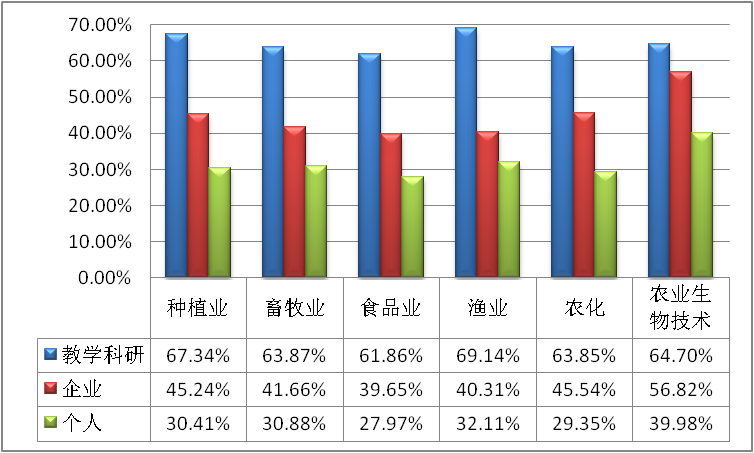 70.00%
60.00%
50.00%
40.00%
30.00%
20.00%
10.00%
0.00%
种植业 畜牧业 食品业 渔业 农化 农业生
物技术
教学科研 67.34% 63.87% 61.86% 69.14% 63.85% 64.70%
企业 45.24% 41.66% 39.65% 40.31% 45.54% 56.82%
个人 30.41% 30.88% 27.97% 32.11% 29.35% 39.98%